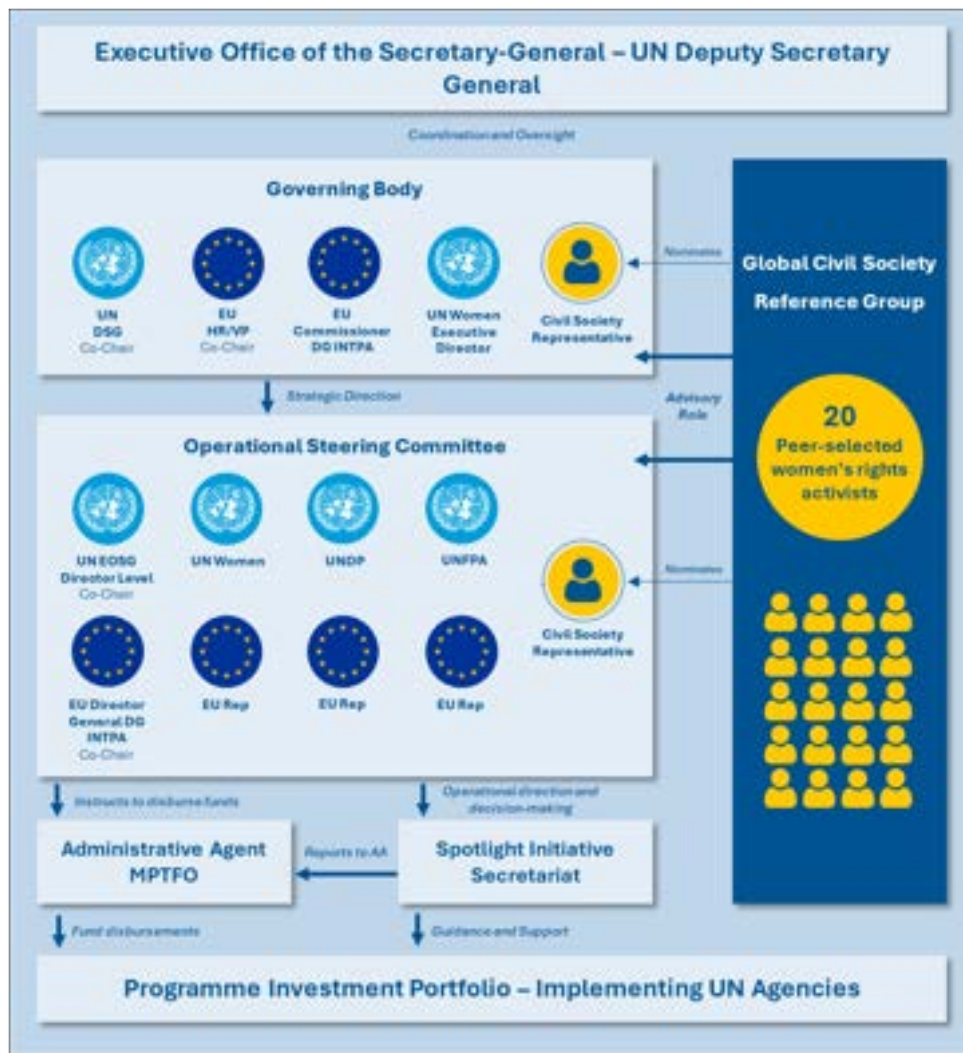 Executive Office of the Secretary-General – UN Deputy Secretary
General
Coordination and Oversight
Governing Body
UN
DSG
Co-Chair
EU
HR/VP
Co-Chair
EU
Commissioner
DG INTPA
UN Women
Executive
Director
Civil Society
Representative
Nominates
Global Civil Society
Reference Group
Strategic Direction
Advisory
Role
20
Peer-selected
women's rights
activists
Operational Steering Committee
UN EOSG
Director Level
Co-Chair
UN Women
UNDP
UNFPA
Civil Society
Representative
Nominates
EU Director
General DG
INTPA
Co-Chair
EU Rep
EU Rep
EU Rep
Instructs to disburse funds
Operational direction and
decision-making
Administrative Agent
MPTFO
Reports to AA
Spotlight Initiative
Secretariat
Fund disbursements
Guidance and Support
Programme Investment Portfolio – Implementing UN Agencies